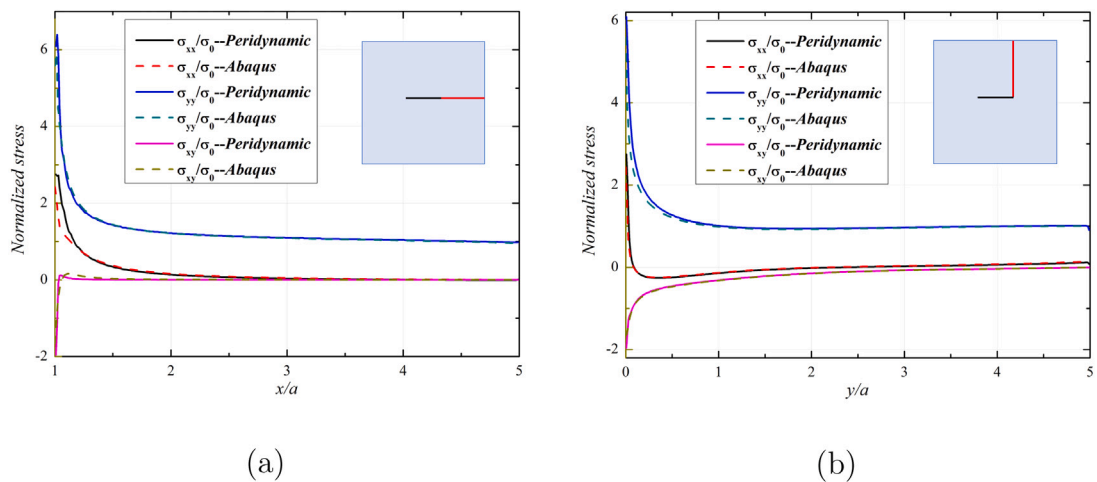 6
4
2
0
-2
1
2
3
4
5
Normalized stress
x/a
σxx/σ0--Peridynamic
σxx/σ0--Abaqus
σyy/σ0--Peridynamic
σyy/σ0--Abaqus
σxy/σ0--Peridynamic
σxy/σ0--Abaqus
(a)
6
4
2
0
-2
0
1
2
3
4
5
Normalized stress
y/a
σxx/σ0--Peridynamic
σxx/σ0--Abaqus
σyy/σ0--Peridynamic
σyy/σ0--Abaqus
σxy/σ0--Peridynamic
σxy/σ0--Abaqus
(b)